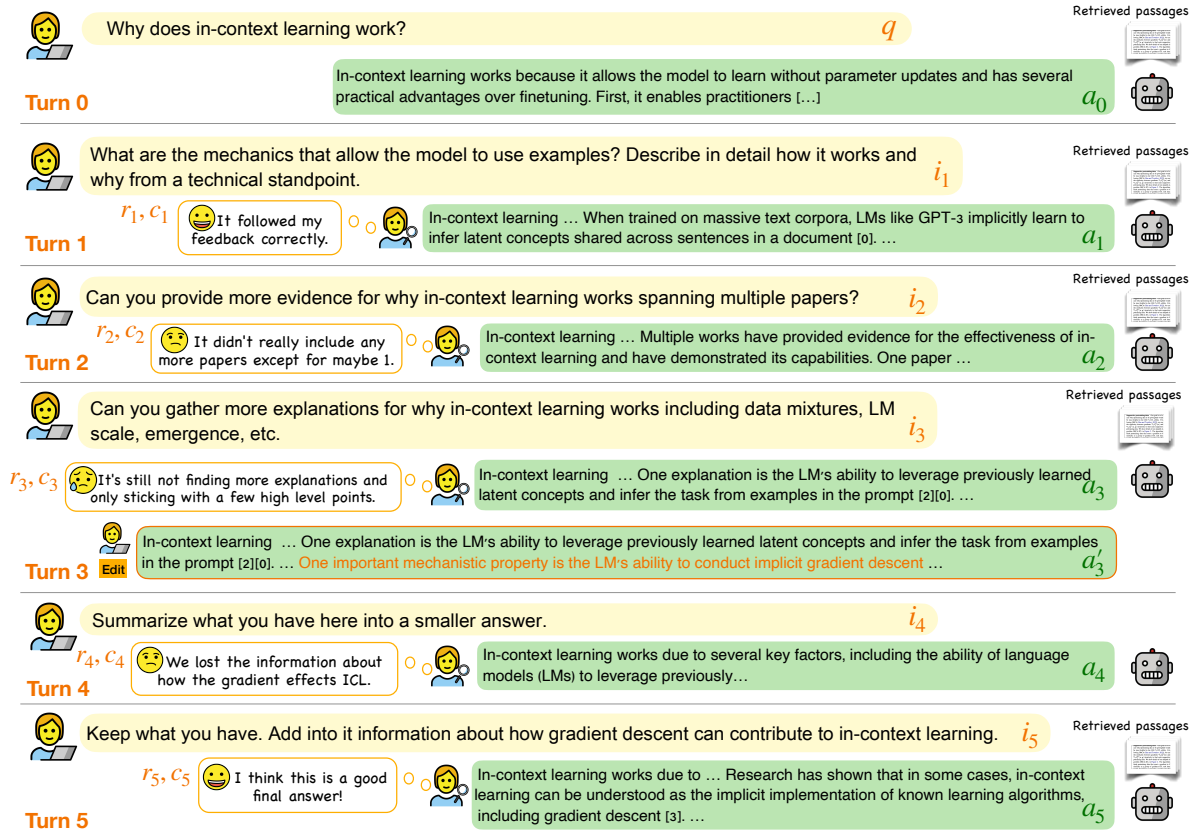 Retrieved passages
Why does in-context learning work?
q
In-context learning works because it allows the model to learn without parameter updates and has several
practical advantages over finetuning. First, it enables practitioners [...]
a0
Turn 0
Retrieved passages
What are the mechanics that allow the model to use examples? Describe in detail how it works and
why from a technical standpoint.
i1
r1, c1
It followed my
feedback correctly.
In-context learning ... When trained on massive text corpora, LMs like GPT-3 implicitly learn to
infer latent concepts shared across sentences in a document [0]. ...
a1
Turn 1
Retrieved passages
Can you provide more evidence for why in-context learning works spanning multiple papers?
i2
r2, c2
It didn't really include any
more papers except for maybe 1.
In-context learning ... Multiple works have provided evidence for the effectiveness of in-
context learning and have demonstrated its capabilities. One paper ...
a2
Turn 2
Retrieved passages
Can you gather more explanations for why in-context learning works including data mixtures, LM
scale, emergence, etc.
i3
r3, c3
It's still not finding more explanations and
only sticking with a few high level points.
In-context learning ... One explanation is the LM's ability to leverage previously learned
latent concepts and infer the task from examples in the prompt [2][0]. ...
a3
In-context learning ... One explanation is the LM's ability to leverage previously learned latent concepts and infer the task from examples
in the prompt [2][0]. ... One important mechanistic property is the LM's ability to conduct implicit gradient descent ...
a′3
Turn 3
Edit
Summarize what you have here into a smaller answer.
i4
r4, c4
We lost the information about
how the gradient effects ICL.
In-context learning works due to several key factors, including the ability of language
models (LMs) to leverage previously...
a4
Turn 4
Retrieved passages
Keep what you have. Add into it information about how gradient descent can contribute to in-context learning.
i5
r5, c5
I think this is a good
final answer!
In-context learning works due to ... Research has shown that in some cases, in-context
learning can be understood as the implicit implementation of known learning algorithms,
including gradient descent [3]. ...
a5
Turn 5